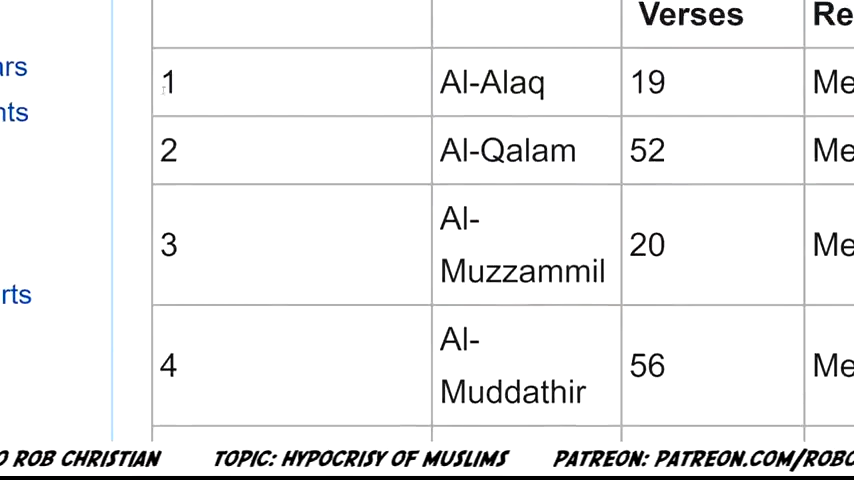 Verses Re
ars
1 Al-Alaq 19 Me
nts
2 Al-Qalam 52 Me
3 Al-Muzzammil 20 Me
rts
4 Al-Muddathir 56 Me
O ROB CHRISTIAN TOPIC: HYPOCRISY OF MUSLIMS PATREON: PATREON.COM/ROBC